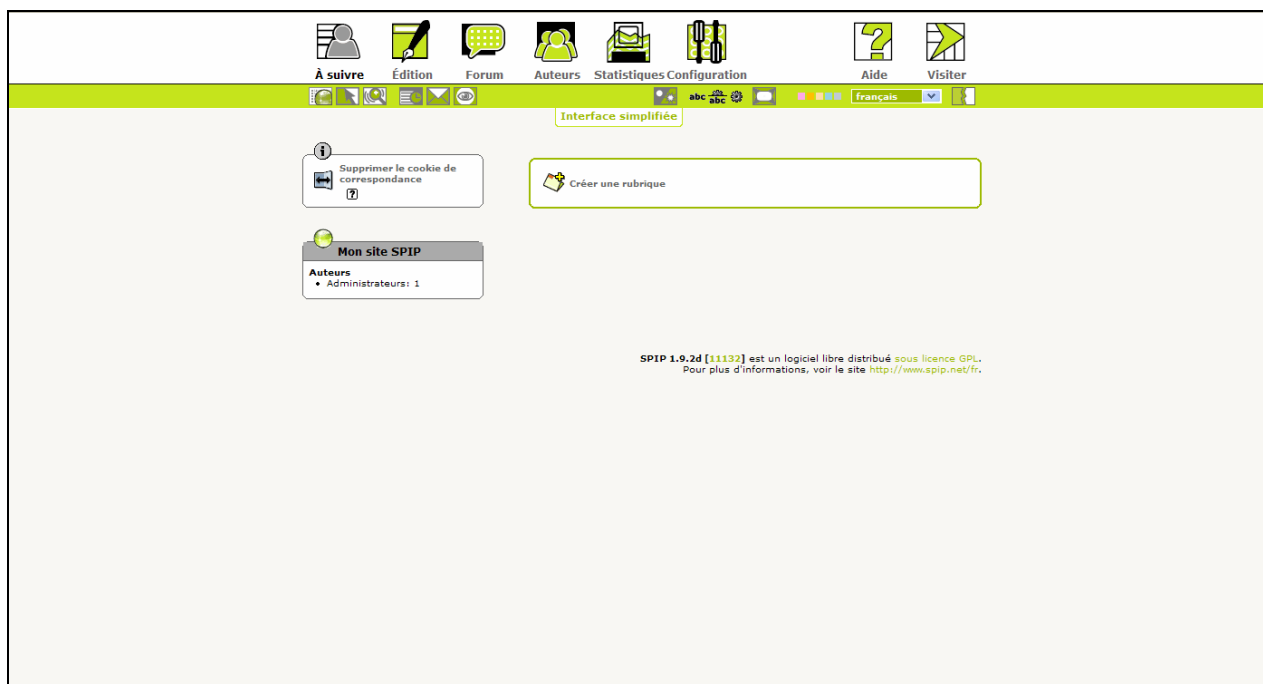 À suivre Édition Forum Auteurs Statistiques Configuration Aide Visiter
abc abc abc français
Interface simplifiée
Supprimer le cookie de
correspondance
?
Créer une rubrique
Mon site SPIP
Auteurs
• Administrateurs: 1
SPIP 1.9.2d [11132] est un logiciel libre distribué sous licence GPL.
Pour plus d'informations, voir le site http://www.spip.net/fr.